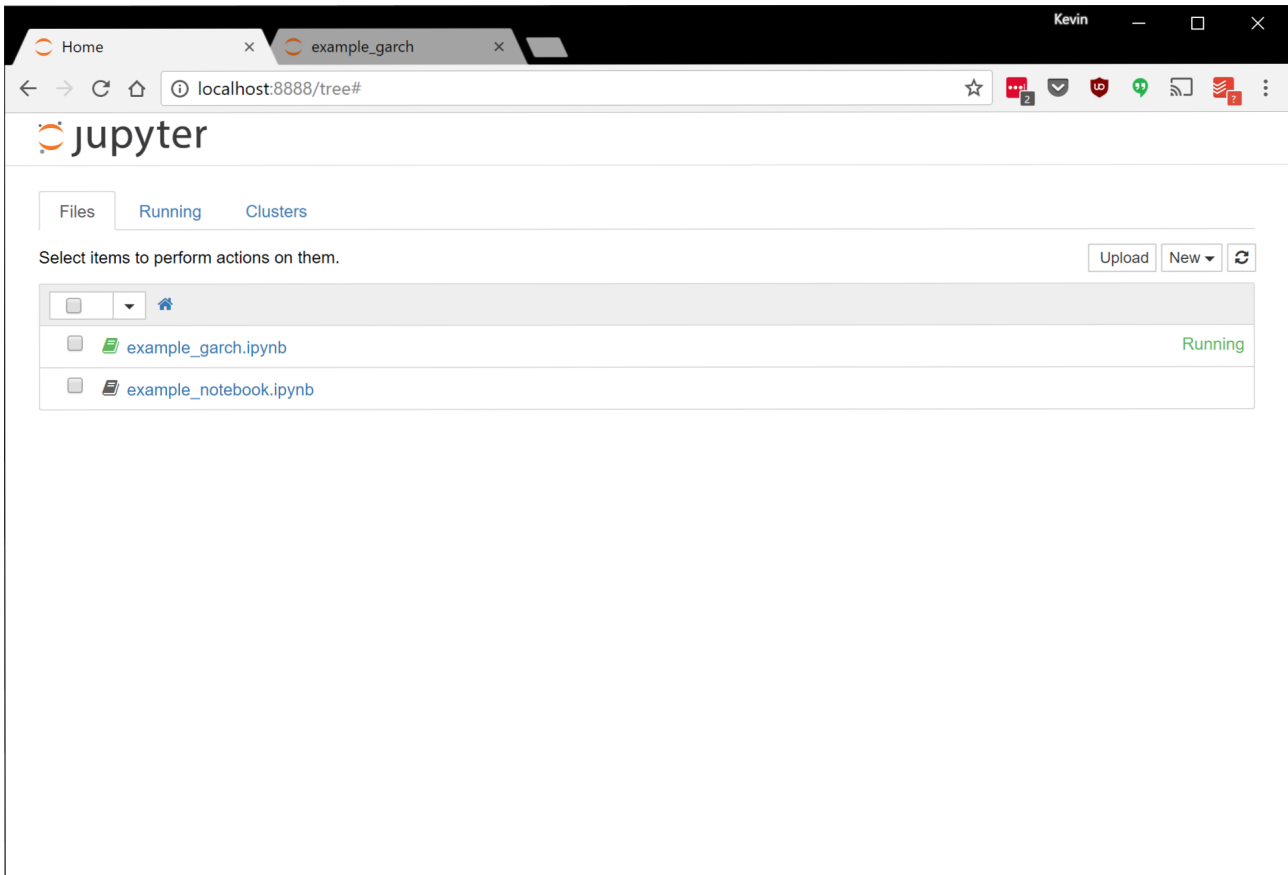 Kevin
Home
example_garch
localhost:8888/tree#
2
?
jupyter
Files Running Clusters
Select items to perform actions on them.
Upload New
example_garch.ipynb Running
example_notebook.ipynb